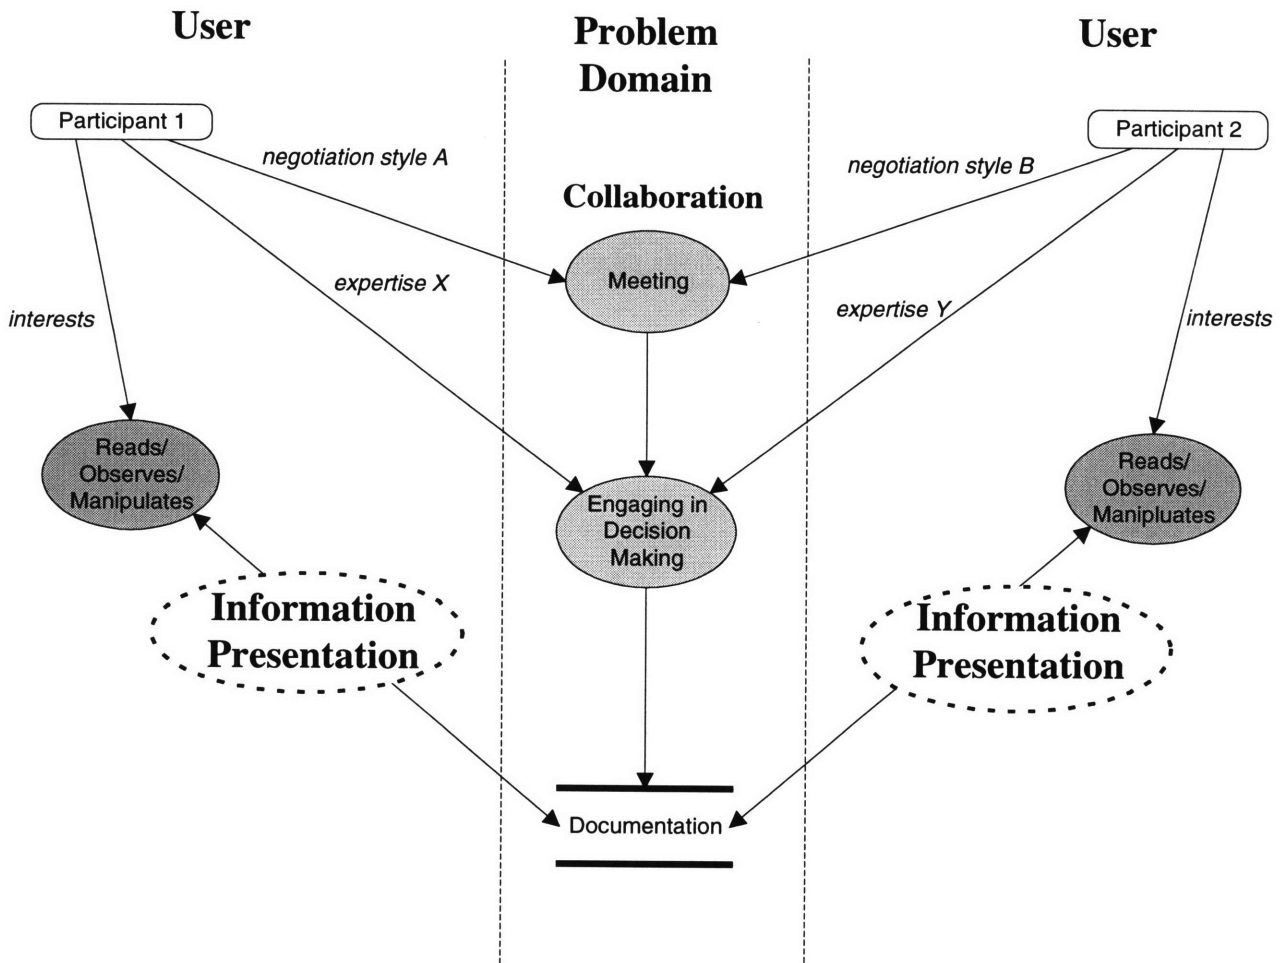 User
Problem
Domain
User
Participant 1
Participant 2
negotiation style A
negotiation style B
Collaboration
Meeting
expertise X
expertise Y
interests
interests
Reads/
Observes/
Manipulates
Reads/
Observes/
Manipluates
Engaging in
Decision
Making
Information
Presentation
Information
Presentation
Documentation